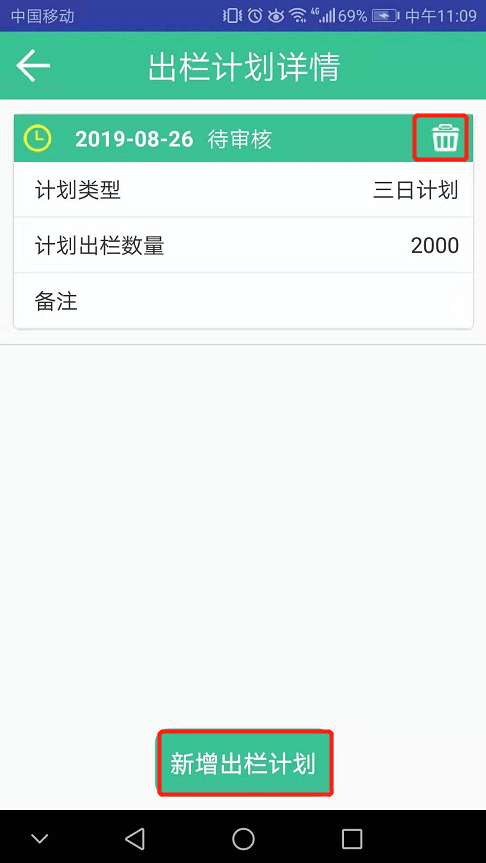 中国移动 4G 69% 中午11:09
出栏计划详情
2019-08-26 待审核
计划类型 三日计划
计划出栏数量 2000
备注
新增出栏计划